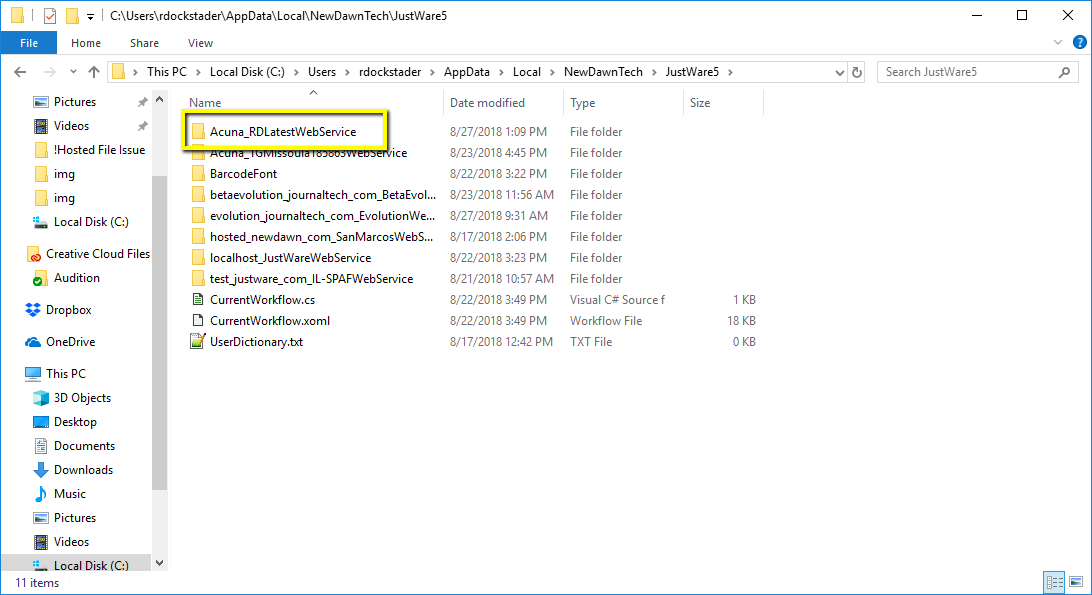 C:\Users\rdockstader\AppData\Local\NewDawnTech\JustWare5
File Home Share View
This PC Local Disk (C:) Users rdockstader AppData Local NewDawnTech JustWare5
Search JustWare5
Pictures
Videos
!Hosted File Issue
img
img
Local Disk (C:)
Creative Cloud Files
Audition
Dropbox
OneDrive
This PC
3D Objects
Desktop
Documents
Downloads
Music
Pictures
Videos
Local Disk (C:)
Name Date modified Type Size
Acuna_RDLatestWebService 8/27/2018 1:09 PM File folder
Acuna_TGMissoula185863WebService 8/23/2018 4:45 PM File folder
BarcodeFont 8/22/2018 3:22 PM File folder
betaevolution_journaltech_com_BetaEvol... 8/23/2018 11:56 AM File folder
evolution_journaltech_com_EvolutionWe... 8/27/2018 9:31 AM File folder
hosted_newdawn_com_SanMarcosWebS... 8/17/2018 2:06 PM File folder
localhost_JustWareWebService 8/22/2018 3:23 PM File folder
test_justware_com_IL-SPAFWebService 8/21/2018 10:57 AM File folder
CurrentWorkflow.cs 8/22/2018 3:49 PM Visual C# Source f 1 KB
CurrentWorkflow.xoml 8/22/2018 3:49 PM Workflow File 18 KB
UserDictionary.txt 8/17/2018 12:42 PM TXT File 0 KB
11 items